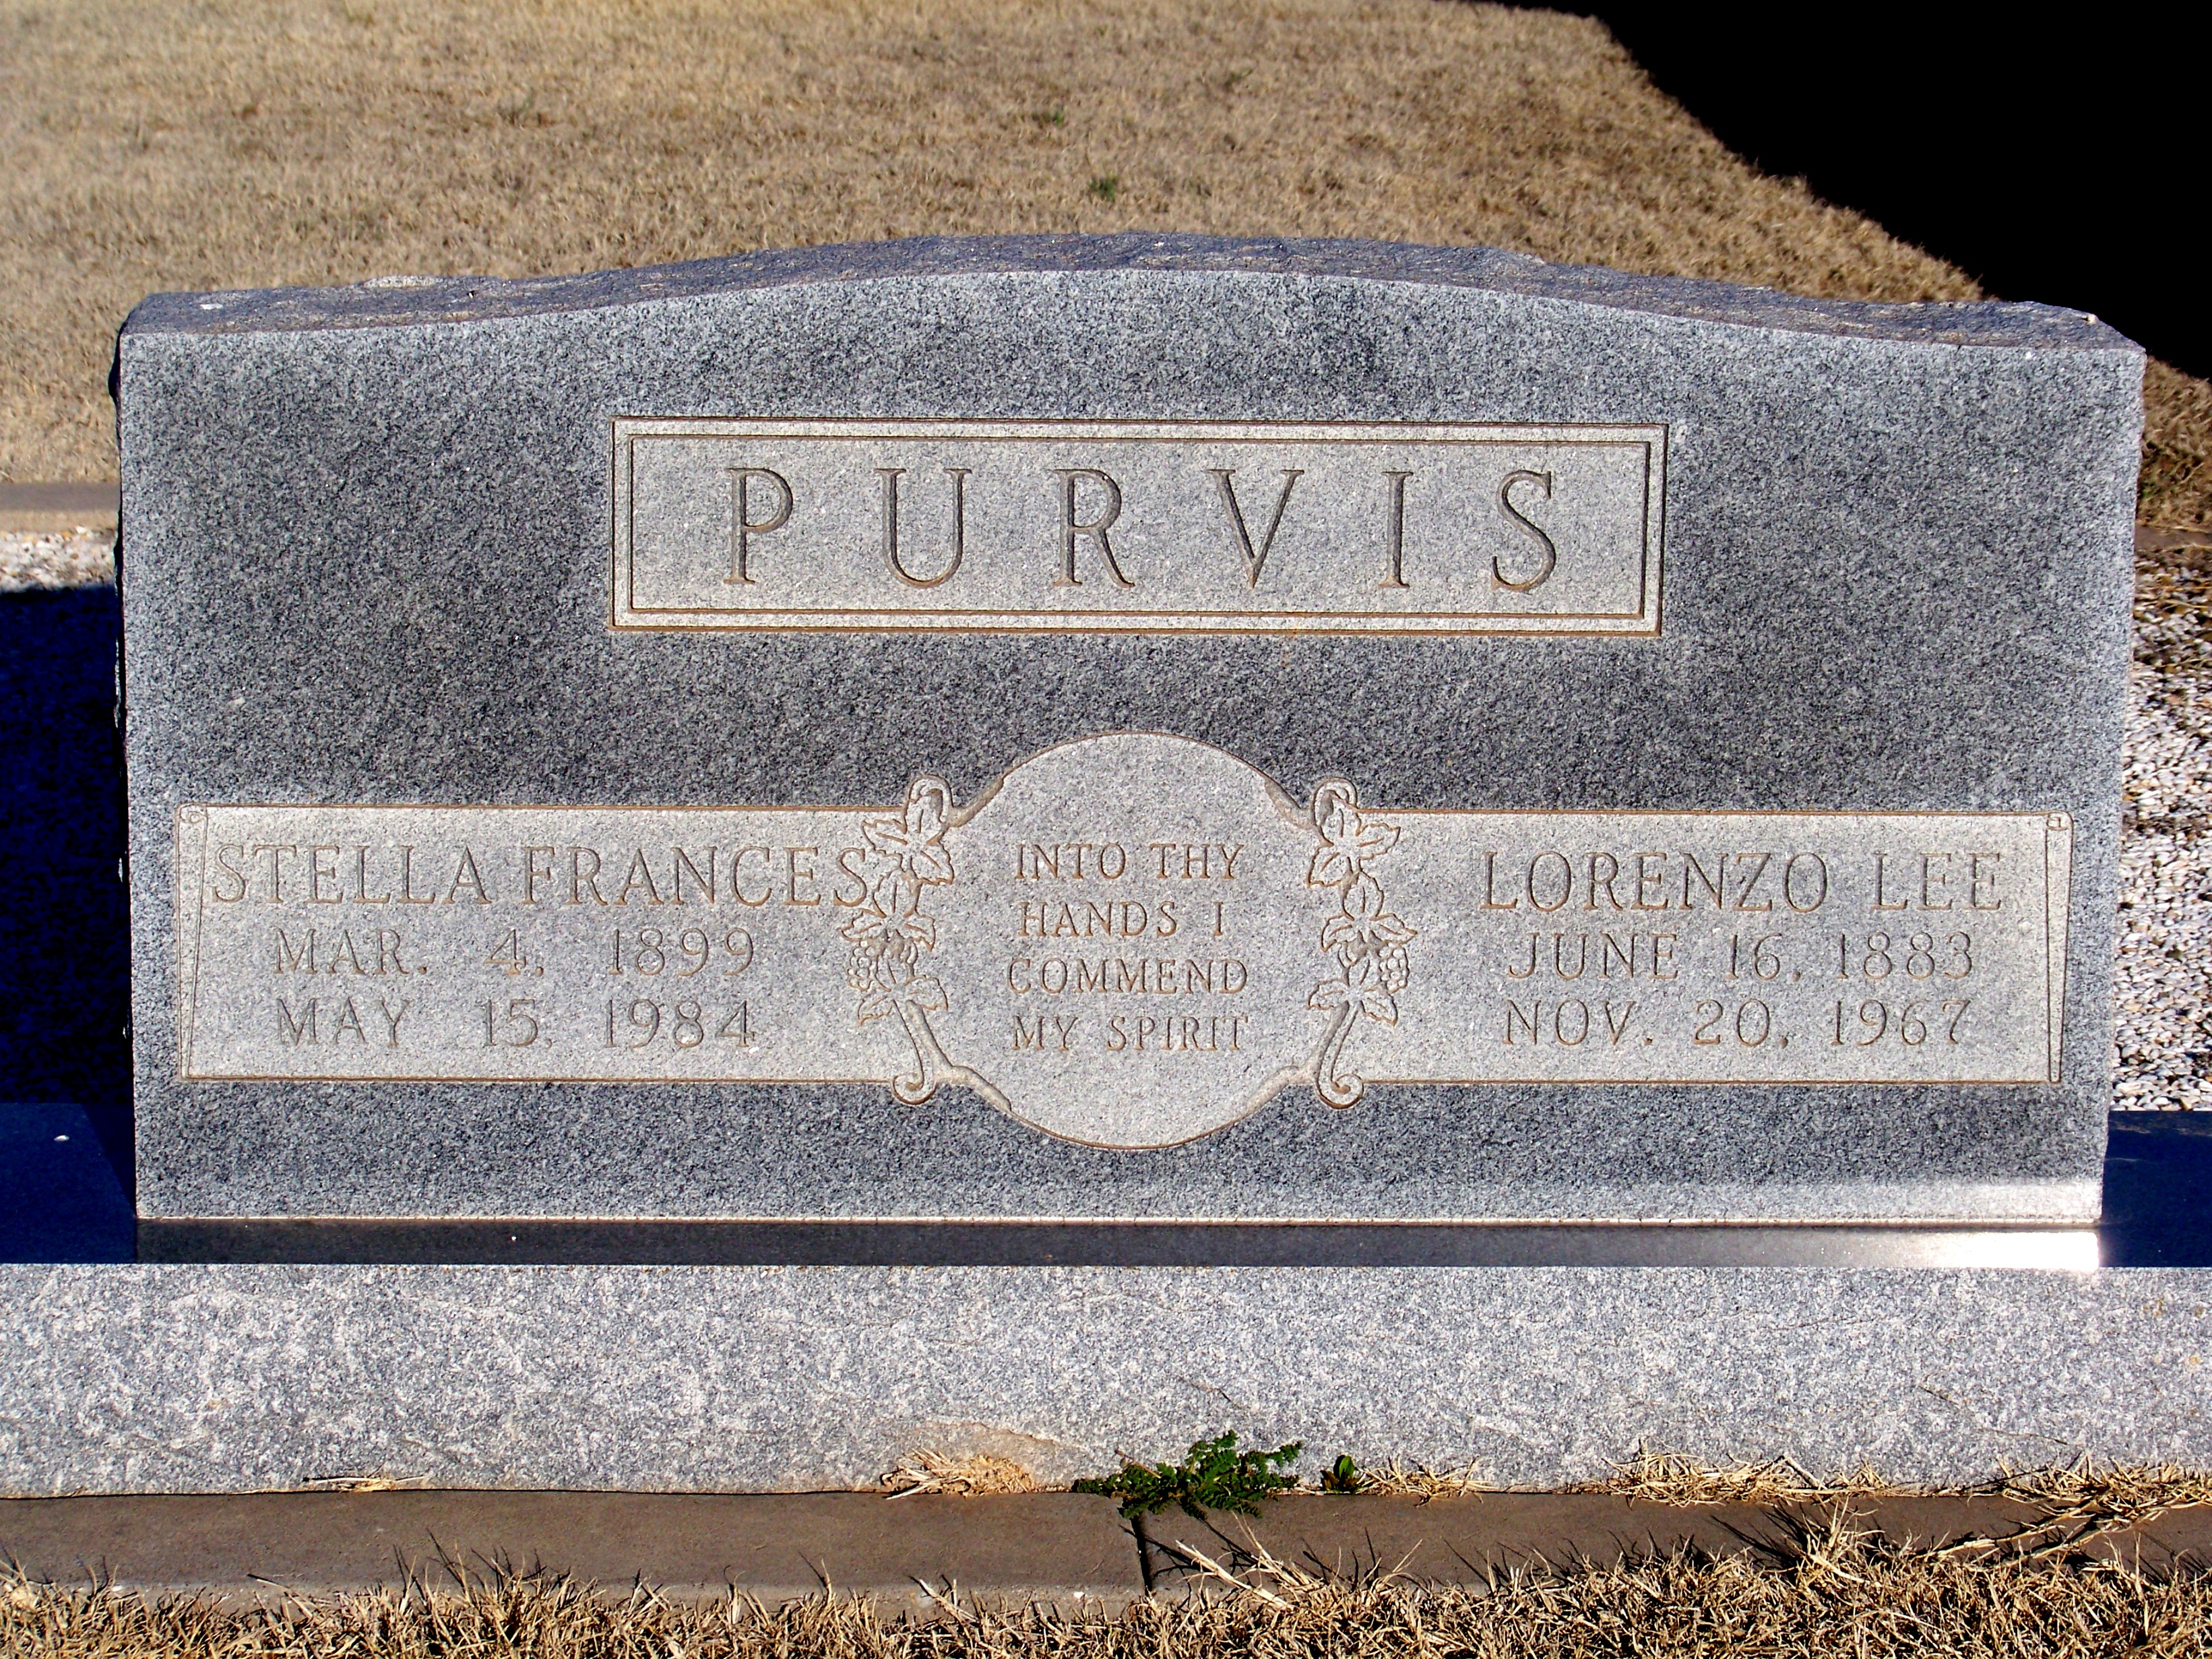 PURVIS
STELLA FRANCES
MAR. 4, 1899
MAY 15, 1984
INTO THY
HANDS I
COMMEND
MY SPIRIT
LORENZO LEE
JUNE 16, 1883
NOV. 20, 1967